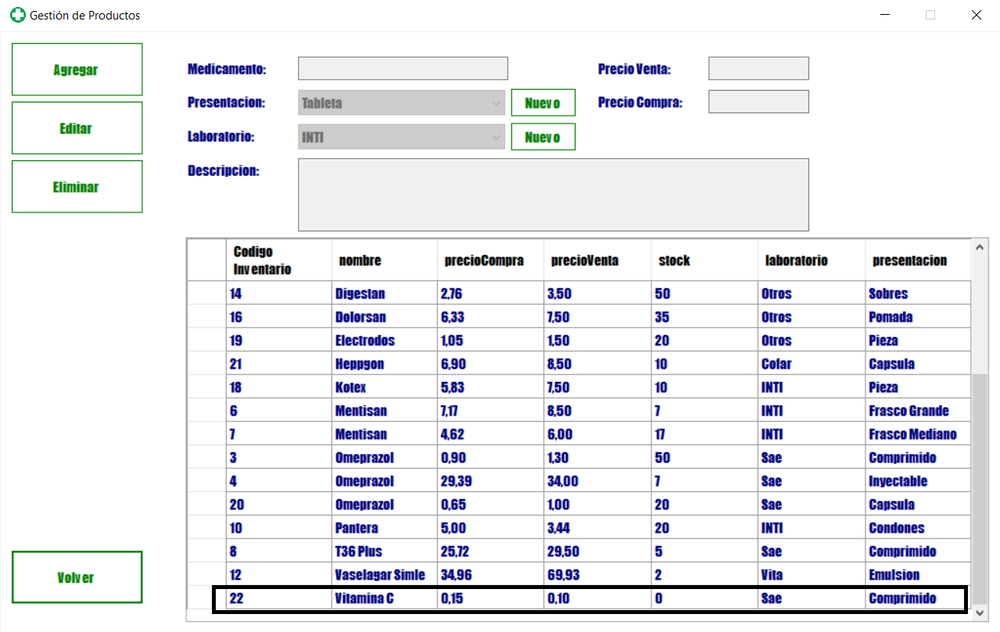 Gestión de Productos
Agregar
Editar
Eliminar
Volver
Medicamento:
Precio Venta:
Presentacion: Tableta Nuevo
Precio Compra:
Laboratorio: INTI Nuevo
Descripcion:
Codigo Inventario nombre precioCompra precioVenta stock laboratorio presentacion
14 Digestan 2,76 3,50 50 Otros Sobres
16 Dolorsan 6,33 7,50 35 Otros Pomada
19 Electrodos 1,05 1,50 20 Otros Pieza
21 Heppgon 6,90 8,50 10 Cofar Capsula
18 Kotex 5,83 7,50 10 INTI Pieza
6 Mentisan 7,17 8,50 7 INTI Frasco Grande
7 Mentisan 4,62 6,00 17 INTI Frasco Mediano
3 Omeprazol 0,90 1,30 50 Sae Comprimido
4 Omeprazol 29,39 34,00 7 Sae Inyectable
20 Omeprazol 0,65 1,00 20 Sae Capsula
10 Pantera 5,00 3,44 20 INTI Condones
8 T36 Plus 25,72 29,50 5 Sae Comprimido
12 Vaselagar Simle 34,96 69,93 2 Vita Emulsion
22 Vitamina C 0,15 0,10 0 Sae Comprimido